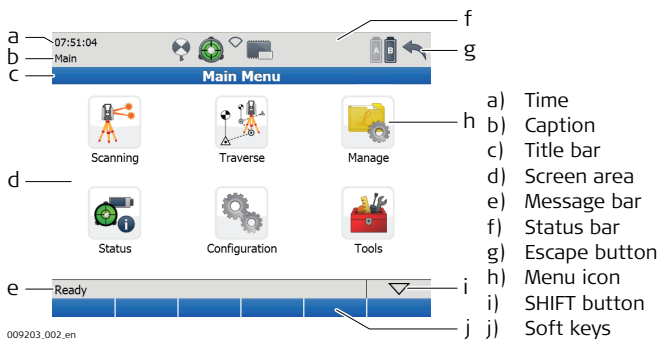 f
a
07:51:04
A
B
g
b
Main
c
Main Menu
h
Scanning
Traverse
Manage
d
Status
Configuration
Tools
e
Ready
i
j
009203_002_en
a) Time
b) Caption
c) Title bar
d) Screen area
e) Message bar
f) Status bar
g) Escape button
h) Menu icon
i) SHIFT button
j) Soft keys